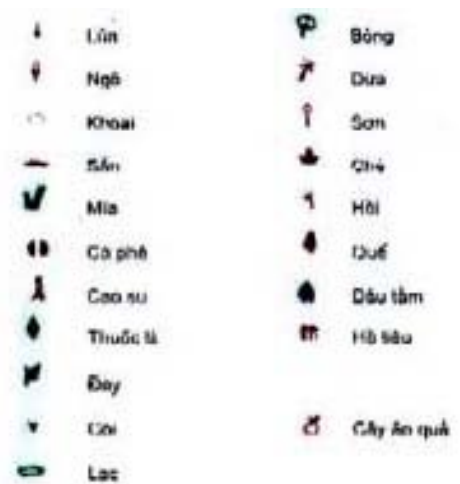 Lúa
Ngô
Khoai
Sắn
Mía
Cà phê
Cao su
Thuốc lá
Đay
Cói
Lạc
Bông
Dừa
Sơn
Chè
Hồi
Quế
Dâu tằm
Hồ tiêu
Cây ăn quả